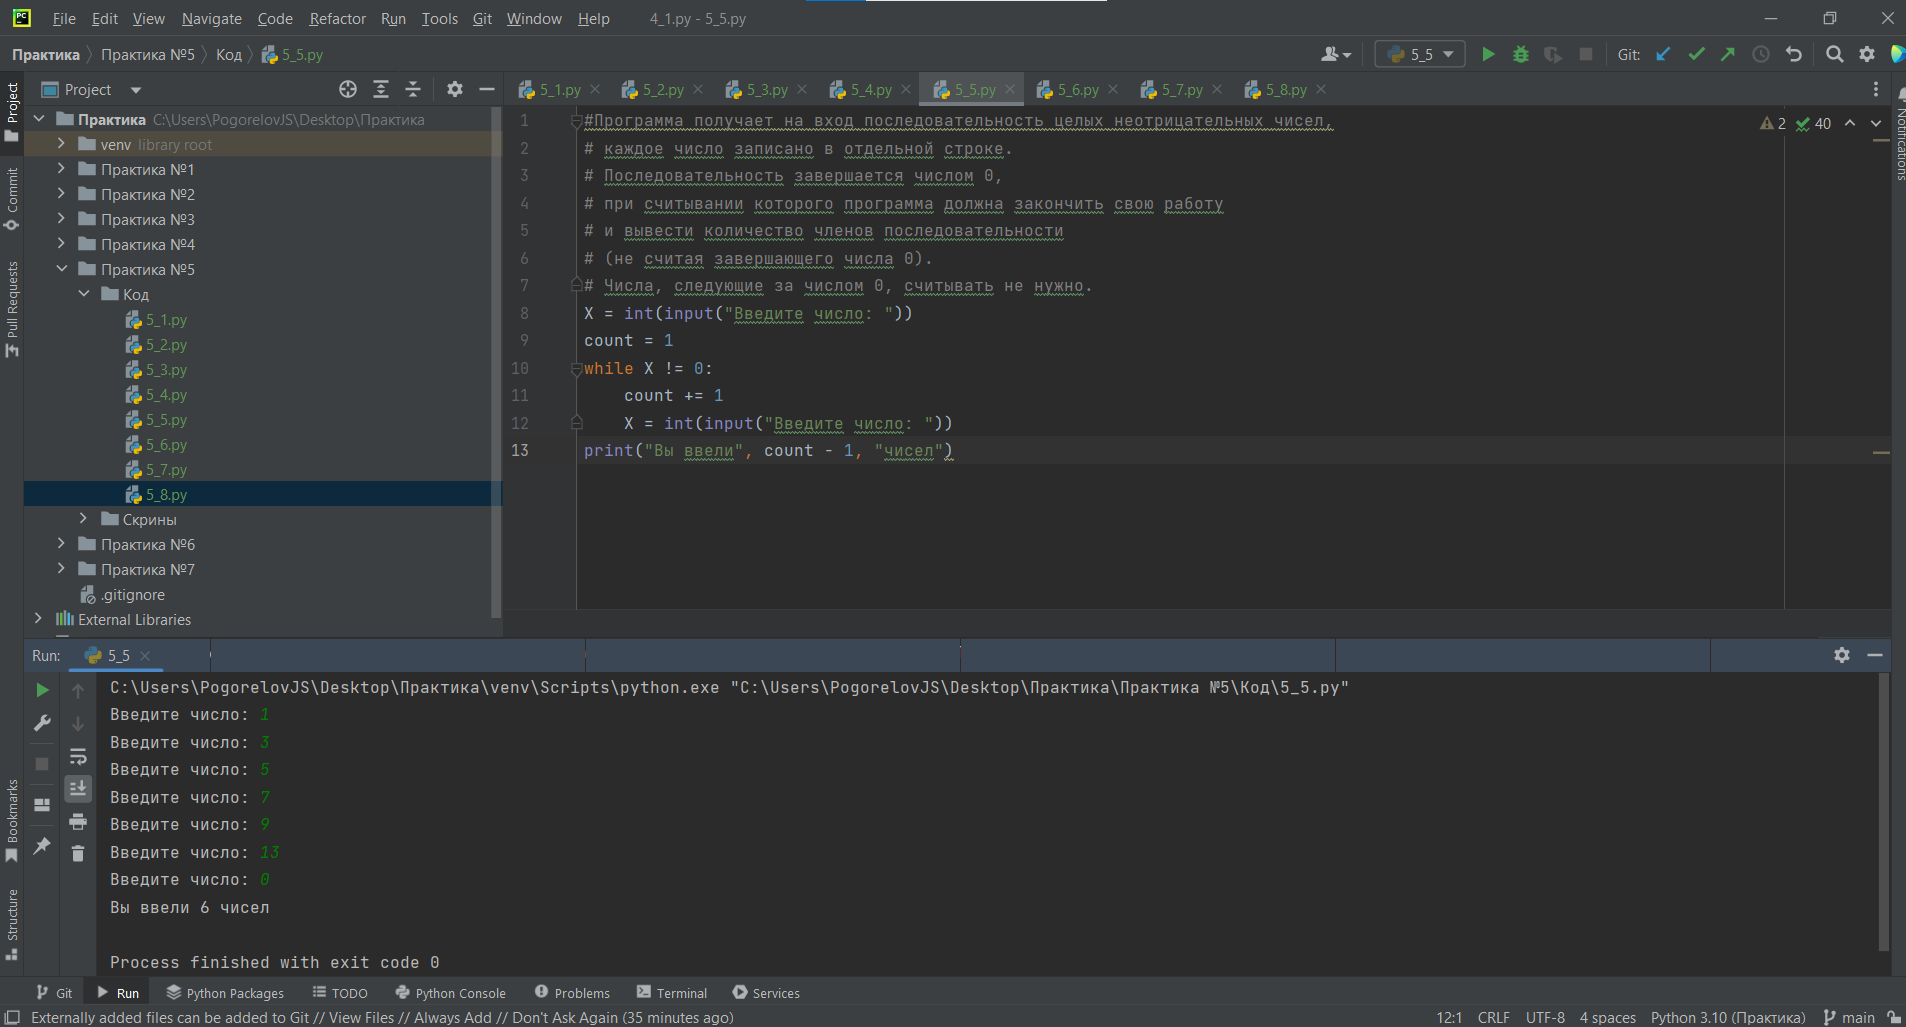 PC File Edit View Navigate Code Refactor Run Tools Git Window Help 4_1.py - 5_5.py
Практика Практика №5 Код 5_5.py 5_5 Git:
Project
Commit
Pull Requests
Bookmarks
Structure
Notifications
Project
Практика C:\Users\PogorelovJS\Desktop\Практика
venv library root
Практика №1
Практика №2
Практика №3
Практика №4
Практика №5
Код
5_1.py
5_2.py
5_3.py
5_4.py
5_5.py
5_6.py
5_7.py
5_8.py
Скрины
Практика №6
Практика №7
.gitignore
External Libraries
5_1.py 5_2.py 5_3.py 5_4.py 5_5.py 5_6.py 5_7.py 5_8.py
2 40
1 #Программа получает на вход последовательность целых неотрицательных чисел,
2 # каждое число записано в отдельной строке.
3 # Последовательность завершается числом 0,
4 # при считывании которого программа должна закончить свою работу
5 # и вывести количество членов последовательности
6 # (не считая завершающего числа 0).
7 # Числа, следующие за числом 0, считывать не нужно.
8 X = int(input("Введите число: "))
9 count = 1
10 while X != 0:
11 count += 1
12 X = int(input("Введите число: "))
13 print("Вы ввели", count - 1, "чисел")
Run: 5_5
C:\Users\PogorelovJS\Desktop\Практика\venv\Scripts\python.exe "C:\Users\PogorelovJS\Desktop\Практика\Практика №5\Код\5_5.py"
Введите число: 1
Введите число: 3
Введите число: 5
Введите число: 7
Введите число: 9
Введите число: 13
Введите число: 0
Вы ввели 6 чисел
Process finished with exit code 0
Git Run Python Packages TODO Python Console Problems Terminal Services
Externally added files can be added to Git // View Files // Always Add // Don't Ask Again (35 minutes ago) 12:1 CRLF UTF-8 4 spaces Python 3.10 (Практика) main